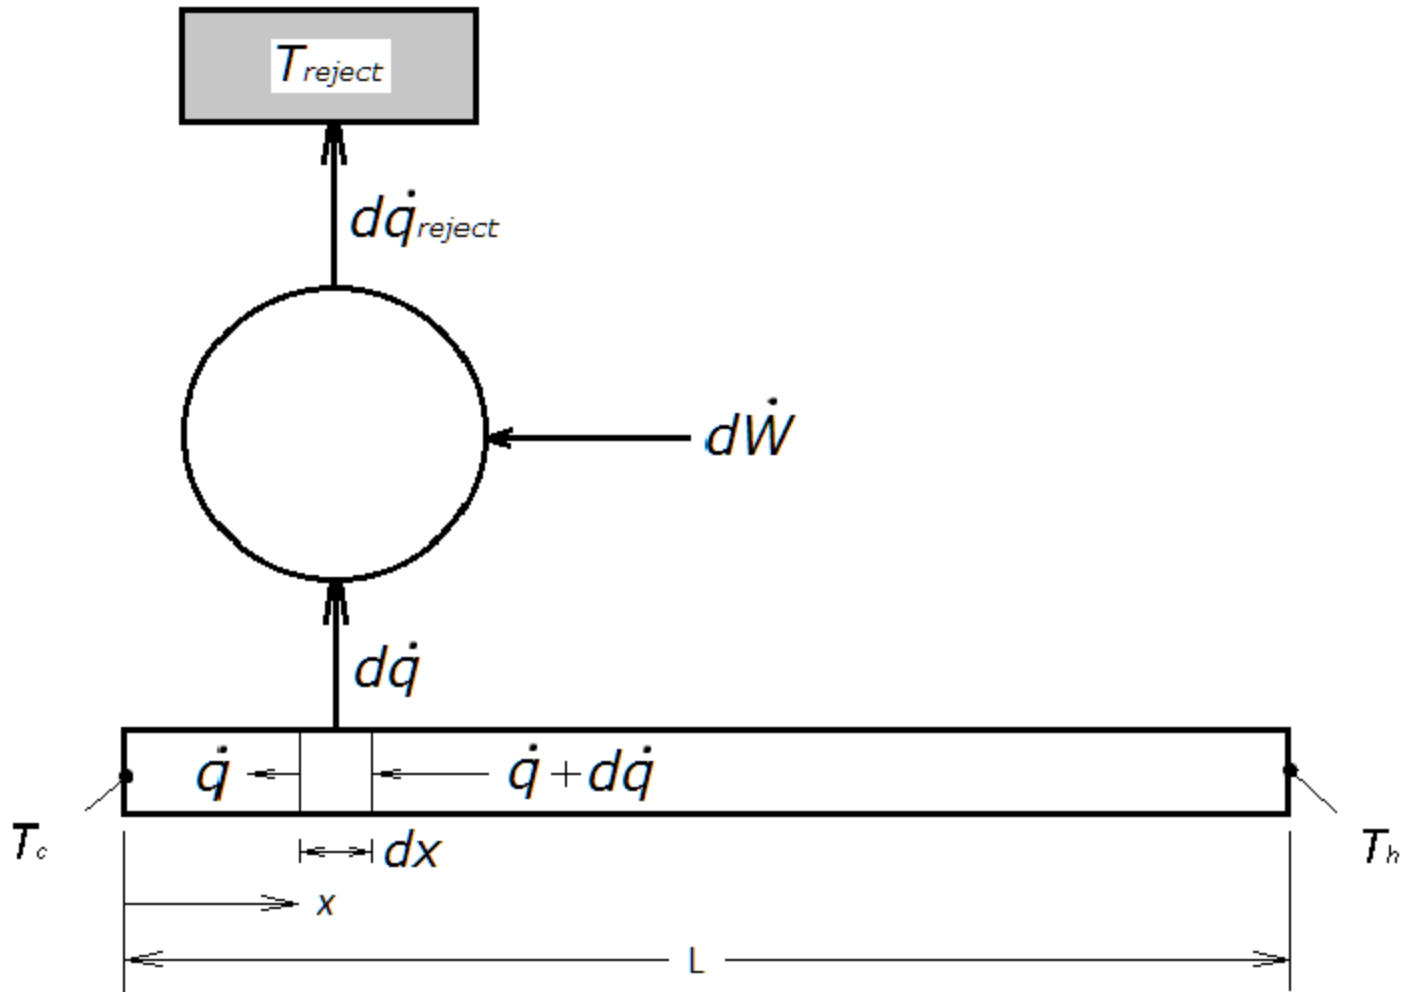 Treject
dq̇reject
dẆ
dq̇
q̇
q̇+dq̇
Tc
Th
dx
x
L